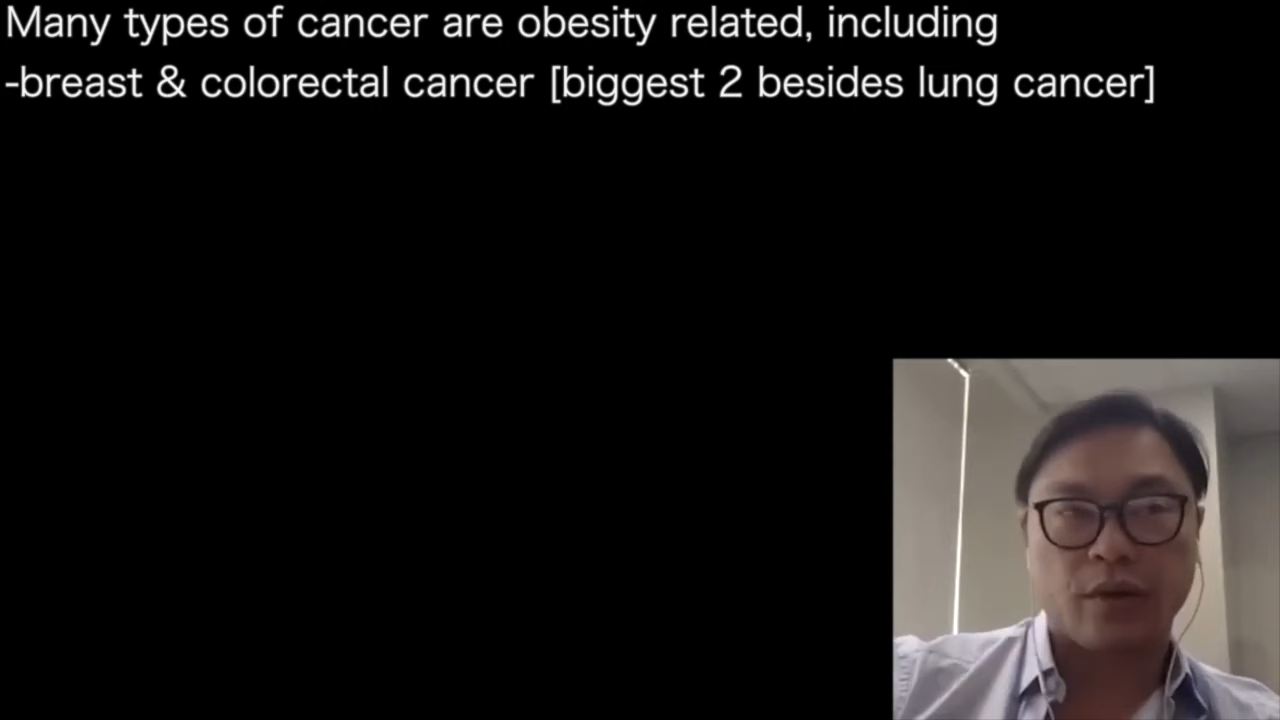 Many types of cancer are obesity related, including
-breast & colorectal cancer [biggest 2 besides lung cancer]